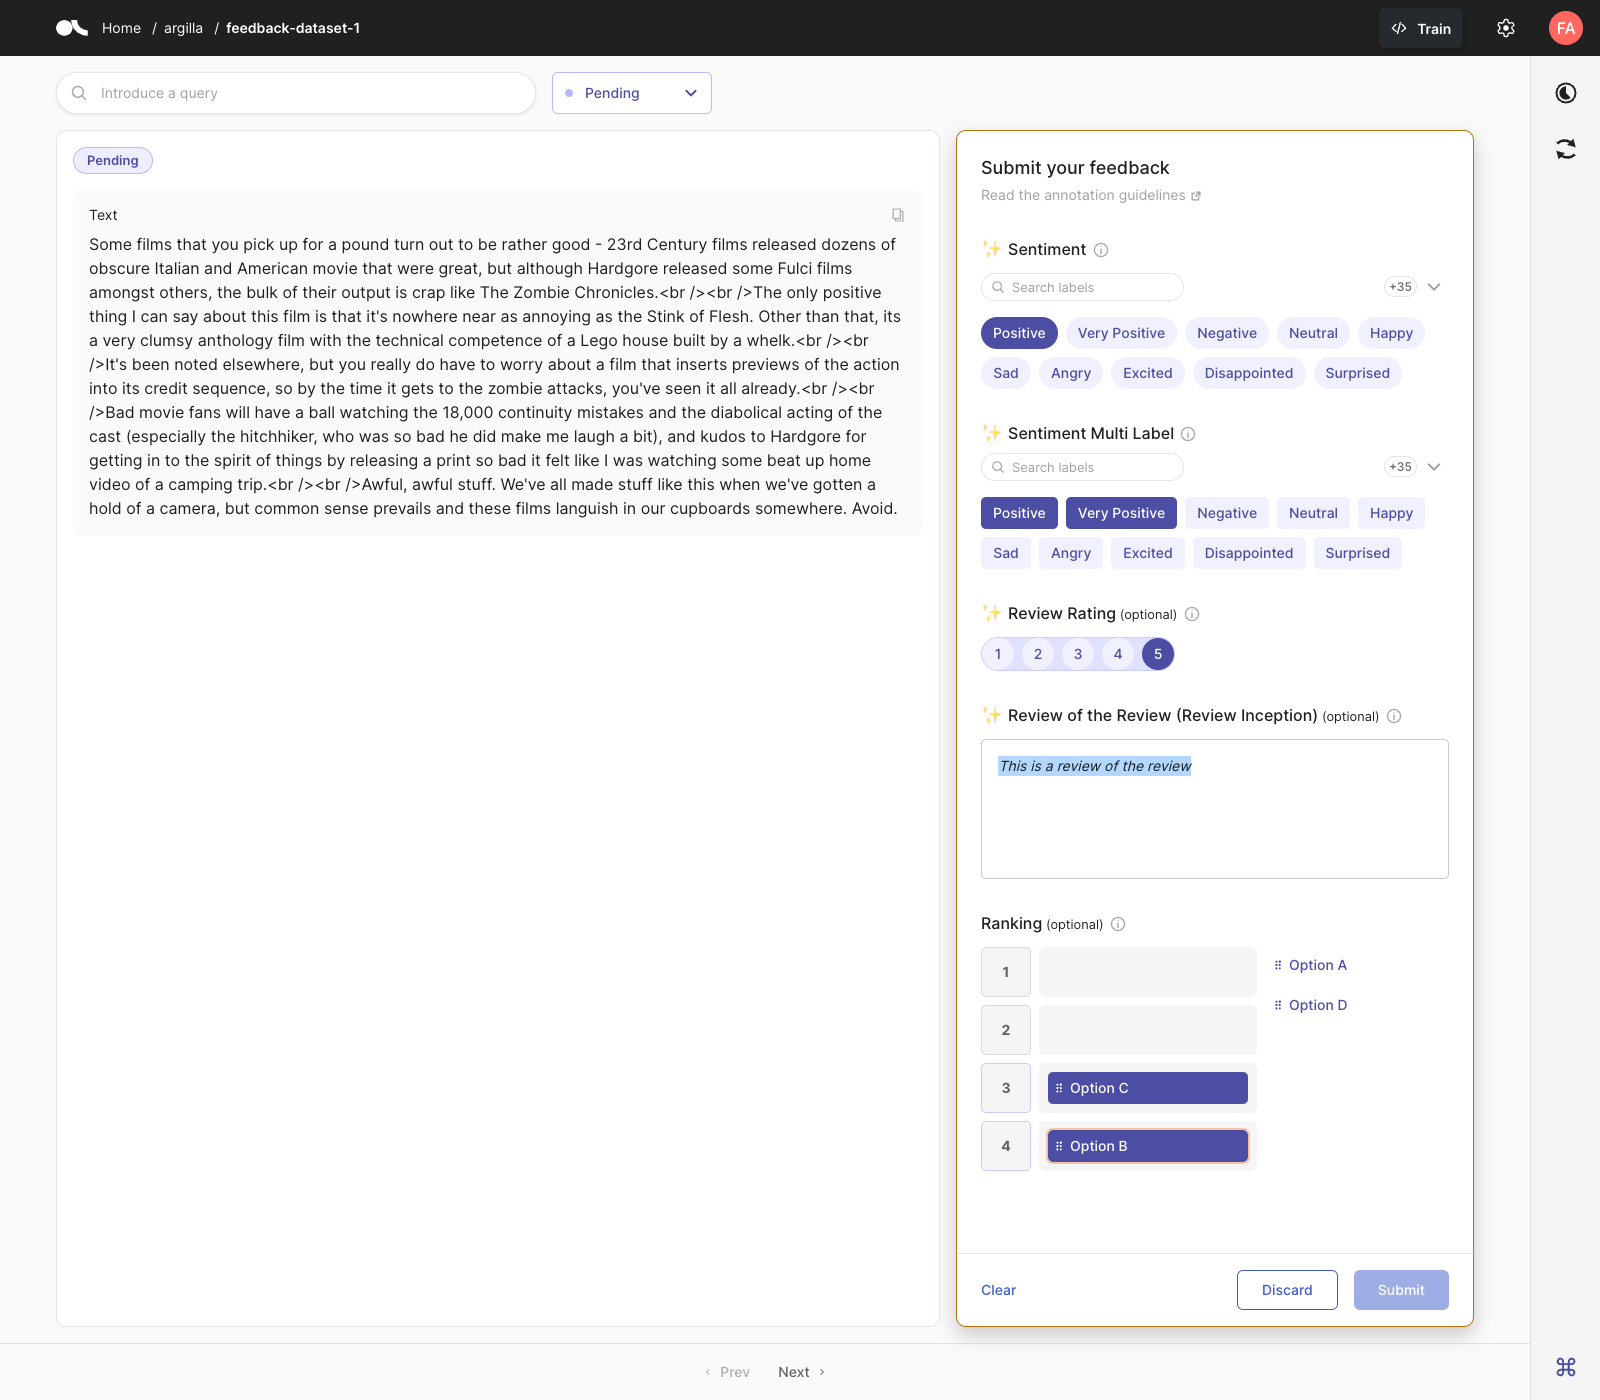 Home / argilla / feedback-dataset-1
Train
FA
Introduce a query
Pending
Pending
Text
Some films that you pick up for a pound turn out to be rather good - 23rd Century films released dozens of
obscure Italian and American movie that were great, but although Hardgore released some Fulci films
amongst others, the bulk of their output is crap like The Zombie Chronicles.<br /><br />The only positive
thing I can say about this film is that it's nowhere near as annoying as the Stink of Flesh. Other than that, its
a very clumsy anthology film with the technical competence of a Lego house built by a whelk.<br /><br
/>It's been noted elsewhere, but you really do have to worry about a film that inserts previews of the action
into its credit sequence, so by the time it gets to the zombie attacks, you've seen it all already.<br /><br
/>Bad movie fans will have a ball watching the 18,000 continuity mistakes and the diabolical acting of the
cast (especially the hitchhiker, who was so bad he did make me laugh a bit), and kudos to Hardgore for
getting in to the spirit of things by releasing a print so bad it felt like I was watching some beat up home
video of a camping trip.<br /><br />Awful, awful stuff. We've all made stuff like this when we've gotten a
hold of a camera, but common sense prevails and these films languish in our cupboards somewhere. Avoid.
Submit your feedback
Read the annotation guidelines
Sentiment
Search labels
+35
Positive Very Positive Negative Neutral Happy
Sad Angry Excited Disappointed Surprised
Sentiment Multi Label
Search labels
+35
Positive Very Positive Negative Neutral Happy
Sad Angry Excited Disappointed Surprised
Review Rating (optional)
1 2 3 4 5
Review of the Review (Review Inception) (optional)
This is a review of the review
Ranking (optional)
1
Option A
2
Option D
3 Option C
4 Option B
Clear
Discard
Submit
Prev
Next